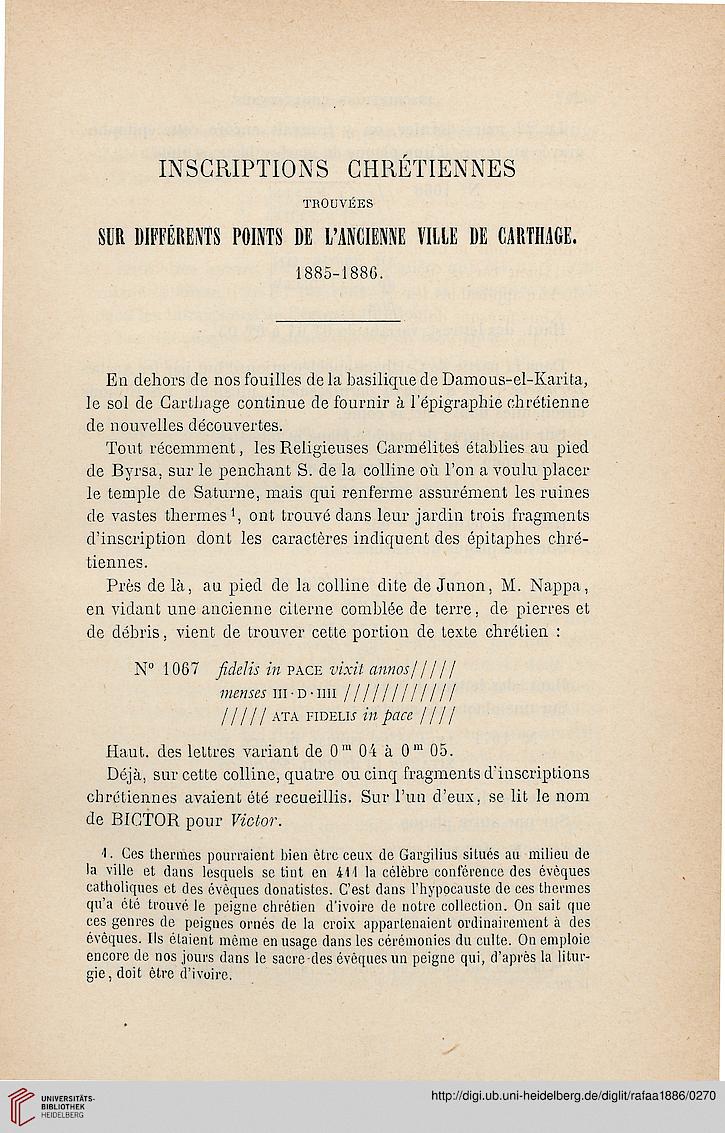 INSCRIPTIONS CHRÉTIENNES
TROUVÉES
SUR DIFFÉRENTS POINTS DE L'ANCIENNE VILLE DE CARTHAGE.
1885-1886.
En dehors de nos fouilles de la basilique de Damous-el-Karita,
le sol de Carthage continue de fournir à l'épigraphie chrétienne
de nouvelles découvertes.
Tout récemment, les Religieuses Carmélites établies au pied
de Byrsa, sur le penchant S. de la colline où l'on a voulu placer
le temple de Saturne, mais qui renferme assurément les ruines
de vastes thermes¹, ont trouvé dans leur jardin trois fragments
d'inscription dont les caractères indiquent des épitaphes chré-
tiennes.
Près de là, au pied de la colline dite de Junon, M. Nappa,
en vidant une ancienne citerne comblée de terre, de pierres et
de débris, vient de trouver cette portion de texte chrétien :
N° 1067 fidelis in PACE vixit annos/////
menses III·D·IIII ////////////
///// ATA FIDELIs in pace ////
Haut. des lettres variant de 0ᵐ 04 à 0ᵐ 05.
Déjà, sur cette colline, quatre ou cinq fragments d'inscriptions
chrétiennes avaient été recueillis. Sur l'un d'eux, se lit le nom
de BICTOR pour Victor.
1. Ces thermes pourraient bien être ceux de Gargilius situés au milieu de
la ville et dans lesquels se tint en 411 la célèbre conférence des évêques
catholiques et des évêques donatistes. C'est dans l'hypocauste de ces thermes
qu'a été trouvé le peigne chrétien d'ivoire de notre collection. On sait que
ces genres de peignes ornés de la croix appartenaient ordinairement à des
évêques. Ils étaient même en usage dans les cérémonies du culte. On emploie
encore de nos jours dans le sacre des évêques un peigne qui, d'après la litur-
gie, doit être d'ivoire.
UNIVERSITÄTS-
BIBLIOTHEK
HEIDELBERG
http://digi.ub.uni-heidelberg.de/diglit/rafaa1886/0270